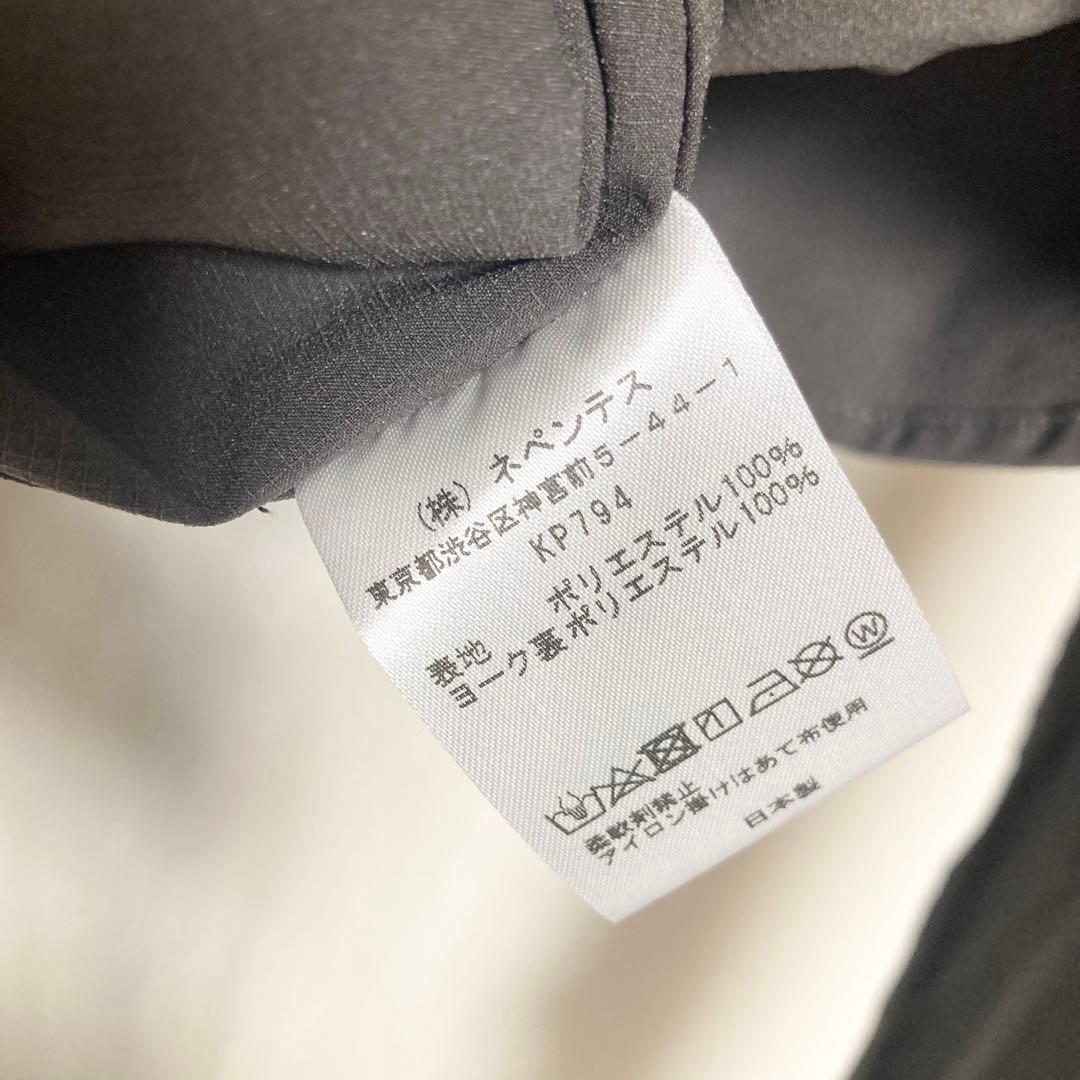 (株) ネペンテス
東京都渋谷区神宮前5-44-1
KP794
表地 ポリエステル100%
ヨーク裏ポリエステル100%
柔軟剤禁止
アイロン掛けはあて布使用
日本製